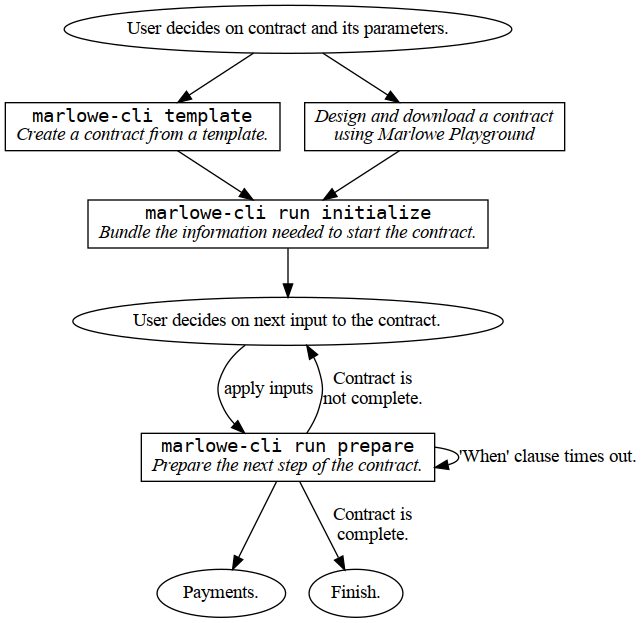 User decides on contract and its parameters.
marlowe-cli template
Create a contract from a template.
Design and download a contract
using Marlowe Playground
marlowe-cli run initialize
Bundle the information needed to start the contract.
User decides on next input to the contract.
apply inputs
Contract is
not complete.
marlowe-cli run prepare
Prepare the next step of the contract.
'When' clause times out.
Contract is
complete.
Payments.
Finish.